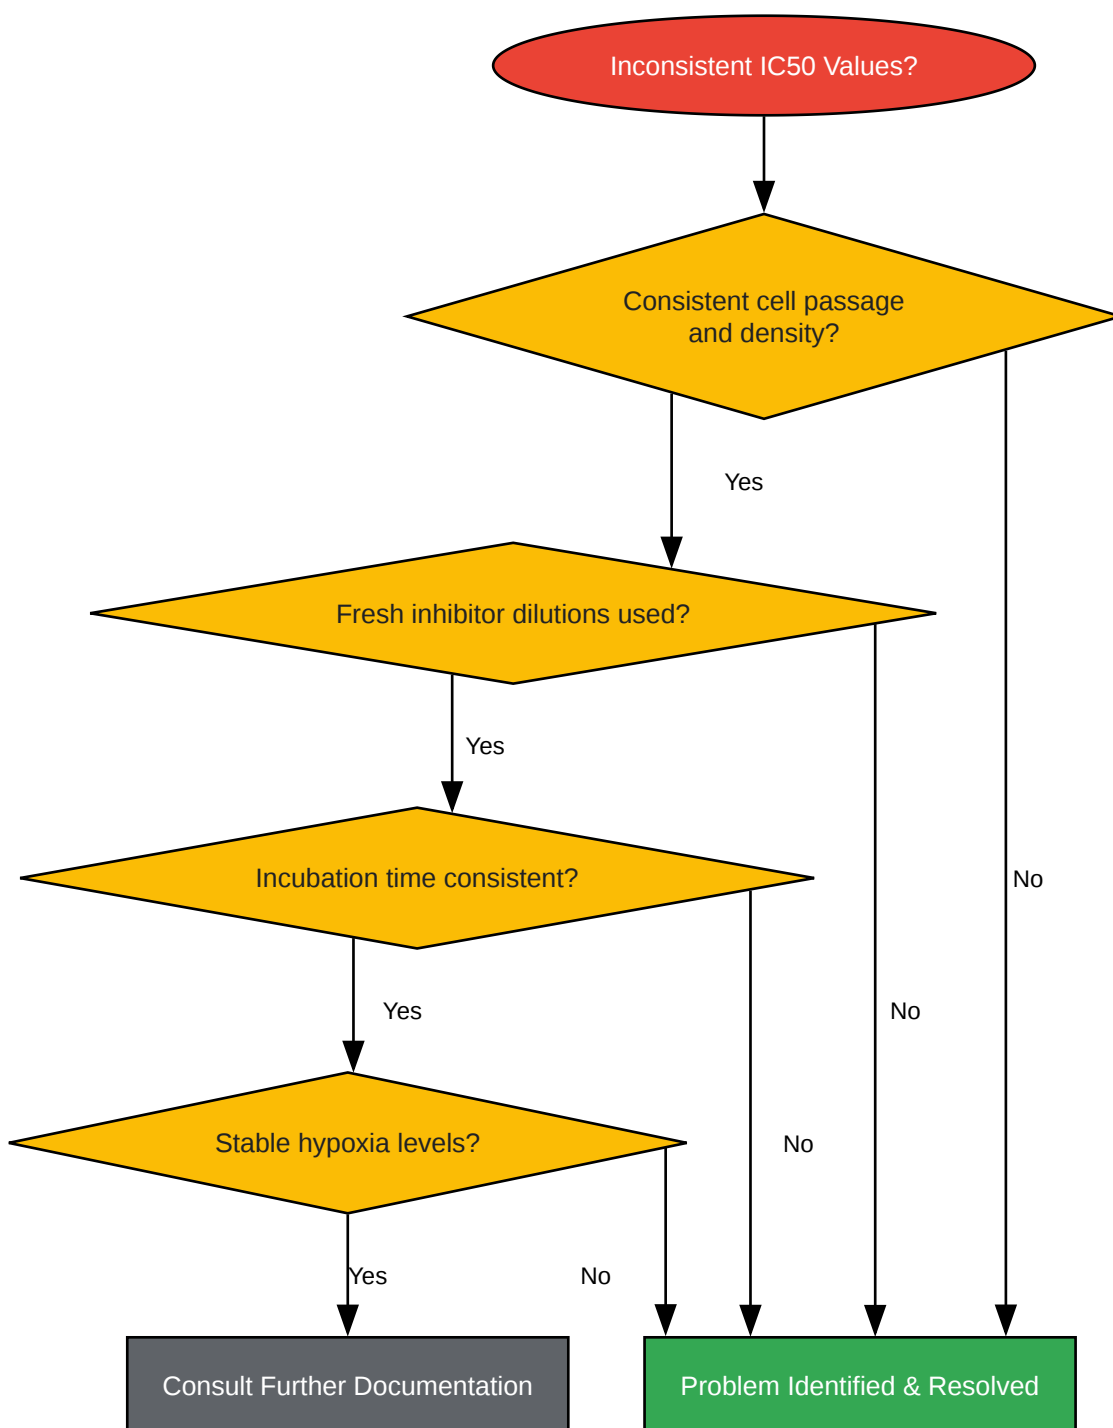 Inconsistent IC50 Values?
Consistent cell passage
and density?
Yes
Fresh inhibitor dilutions used?
Yes
Incubation time consistent?
No
Yes
No
No
Stable hypoxia levels?
Yes
No
Consult Further Documentation
Problem Identified & Resolved